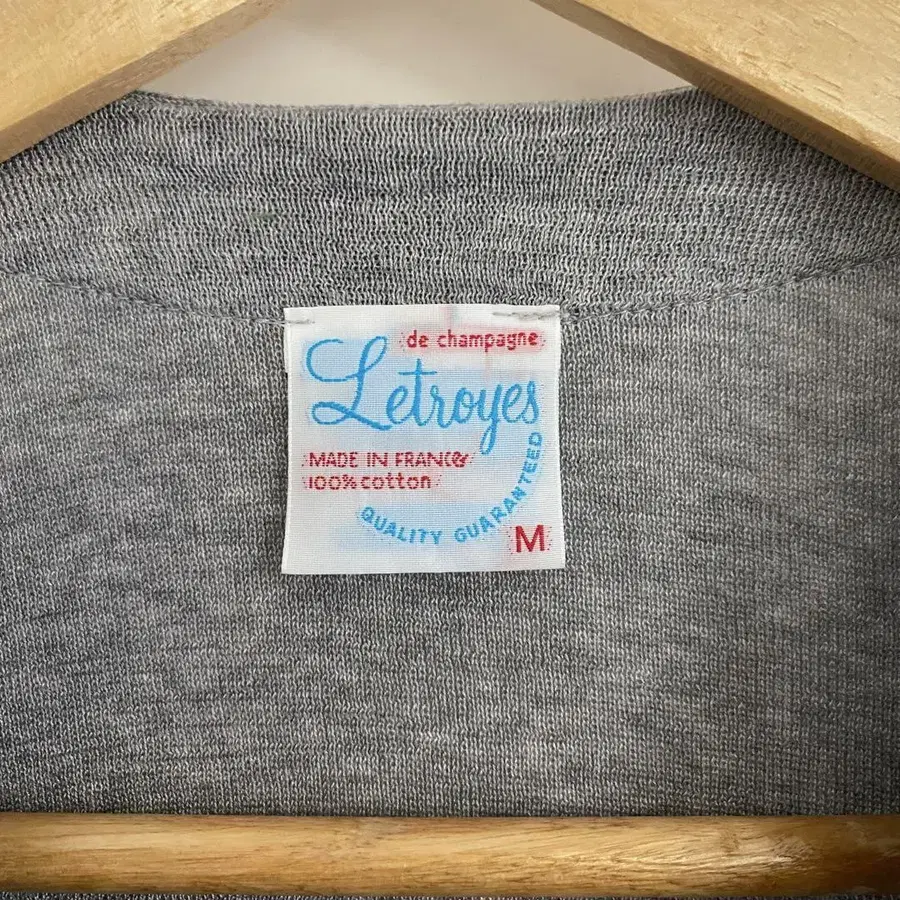 de champagne
Letroyes
MADE IN FRANCE
100% cotton
QUALITY GUARANTEED
M